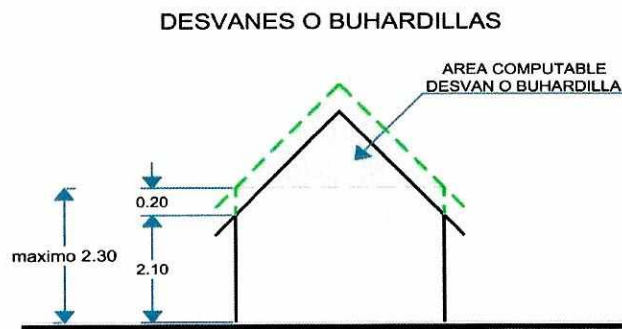 DESVANES O BUHARDILLAS
AREA COMPUTABLE
DESVAN O BUHARDILLA
0.20
maximo 2.30
2.10